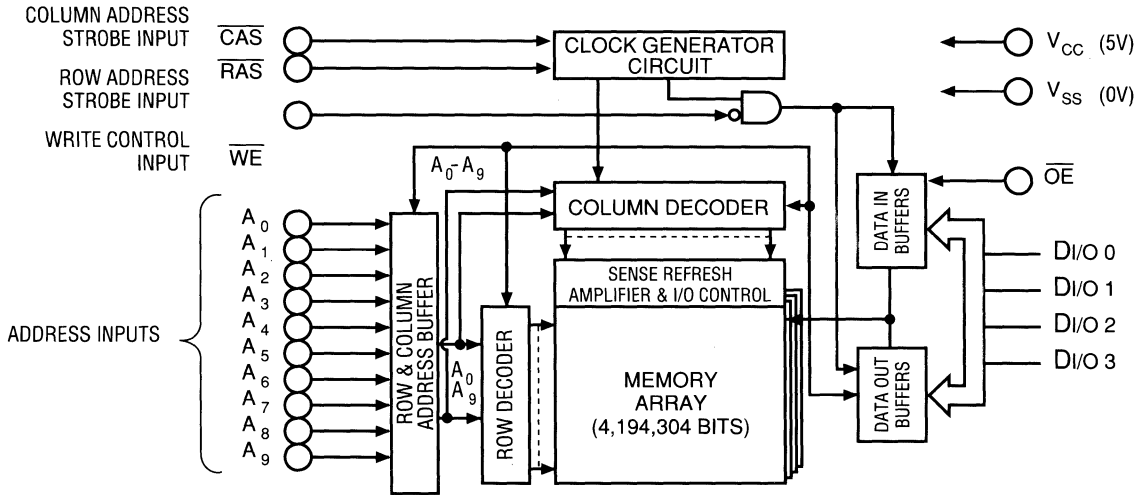 COLUMN ADDRESS
STROBE INPUT
CAS
RAS
ROW ADDRESS
STROBE INPUT
WRITE CONTROL
INPUT
WE
CLOCK GENERATOR
CIRCUIT
VCC (5V)
VSS (0V)
OE
A0-A9
COLUMN DECODER
DATA IN
BUFFERS
ADDRESS INPUTS
A0
A1
A2
A3
A4
A5
A6
A7
A8
A9
ROW & COLUMN
ADDRESS BUFFER
A0
A9
ROW DECODER
SENSE REFRESH
AMPLIFIER & I/O CONTROL
MEMORY
ARRAY
(4,194,304 BITS)
DATA OUT
BUFFERS
DI/O 0
DI/O 1
DI/O 2
DI/O 3